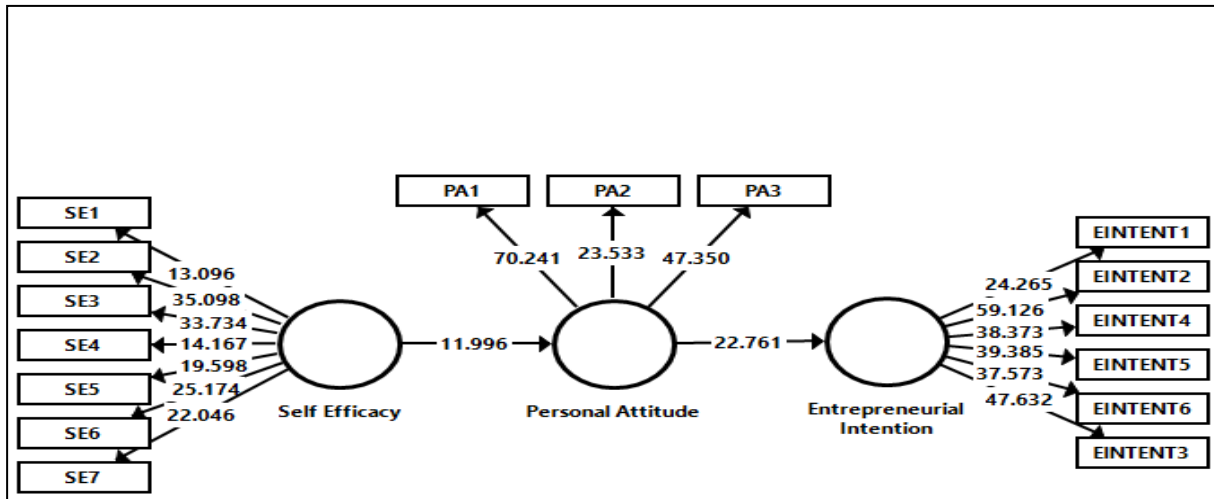 PA1
PA2
PA3
SE1
SE2
SE3
SE4
SE5
SE6
SE7
13.096
35.098
33.734
14.167
19.598
25.174
22.046
70.241
23.533
47.350
11.996
22.761
24.265
59.126
38.373
39.385
37.573
47.632
EINTENT1
EINTENT2
EINTENT4
EINTENT5
EINTENT6
EINTENT3
Self Efficacy
Personal Attitude
Entrepreneurial
Intention